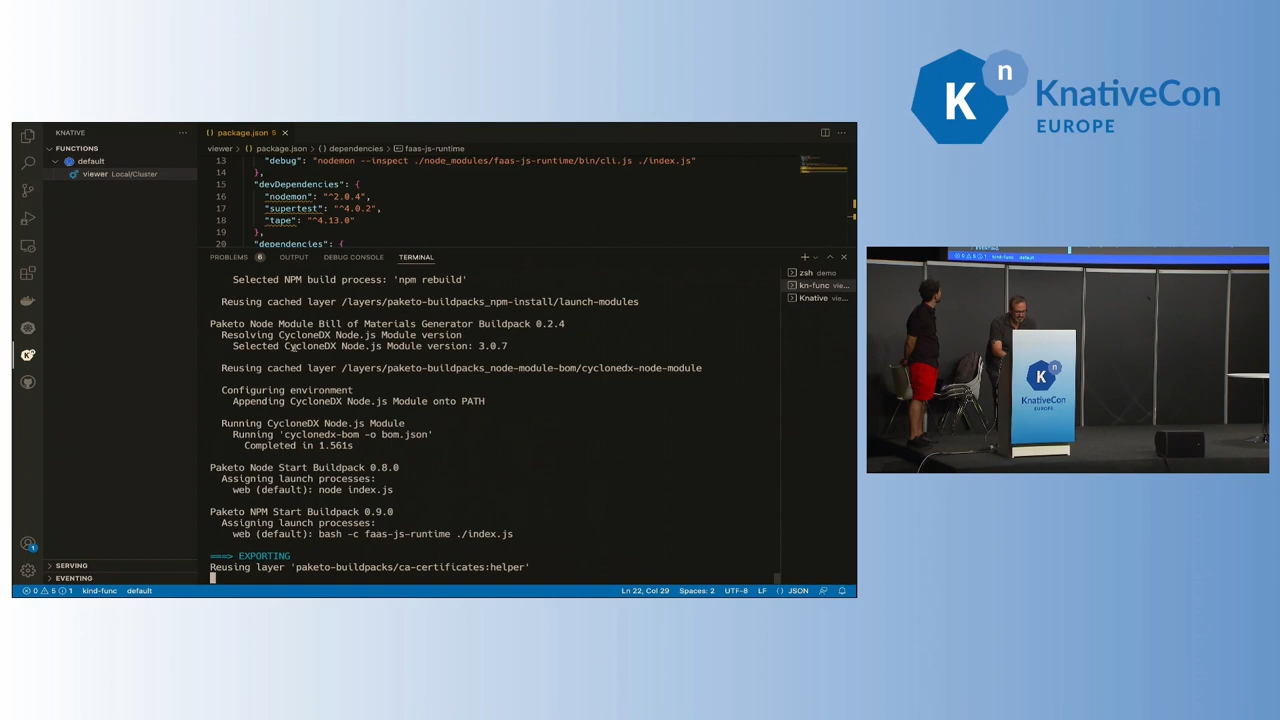 K
n
KnativeCon
EUROPE
KNATIVE
FUNCTIONS
default
viewer Local/Cluster
SERVING
EVENTING
package.json 5
viewer > package.json > dependencies > faas-js-runtime
13 "debug": "nodemon --inspect ./node_modules/faas-js-runtime/bin/cli.js ./index.js"
14 },
15 "devDependencies": {
16 "nodemon": "^2.0.4",
17 "supertest": "^4.0.2",
18 "tape": "^4.13.0"
19 },
20 "dependencies": {
PROBLEMS 6 OUTPUT DEBUG CONSOLE TERMINAL
zsh demo
kn-func vie...
Knative vie...
Selected NPM build process: 'npm rebuild'
Reusing cached layer /layers/paketo-buildpacks_npm-install/launch-modules
Paketo Node Module Bill of Materials Generator Buildpack 0.2.4
Resolving CycloneDX Node.js Module version
Selected CycloneDX Node.js Module version: 3.0.7
Reusing cached layer /layers/paketo-buildpacks_node-module-bom/cyclonedx-node-module
Configuring environment
Appending CycloneDX Node.js Module onto PATH
Running CycloneDX Node.js Module
Running 'cyclonedx-bom -o bom.json'
Completed in 1.561s
Paketo Node Start Buildpack 0.8.0
Assigning launch processes:
web (default): node index.js
Paketo NPM Start Buildpack 0.9.0
Assigning launch processes:
web (default): bash -c faas-js-runtime ./index.js
===> EXPORTING
Reusing layer 'paketo-buildpacks/ca-certificates:helper'
1
0 5 1 kind-func default
Ln 22, Col 29 Spaces: 2 UTF-8 LF {} JSON
kind-func default
K
KnativeCon
EUROPE